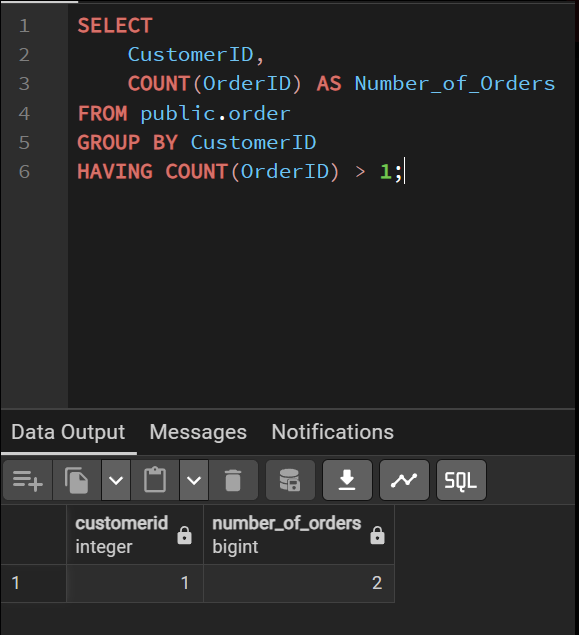 1 SELECT
2 CustomerID,
3 COUNT(OrderID) AS Number_of_Orders
4 FROM public.order
5 GROUP BY CustomerID
6 HAVING COUNT(OrderID) > 1;
Data Output Messages Notifications
SQL
customerid number_of_orders
integer bigint
1 1 2